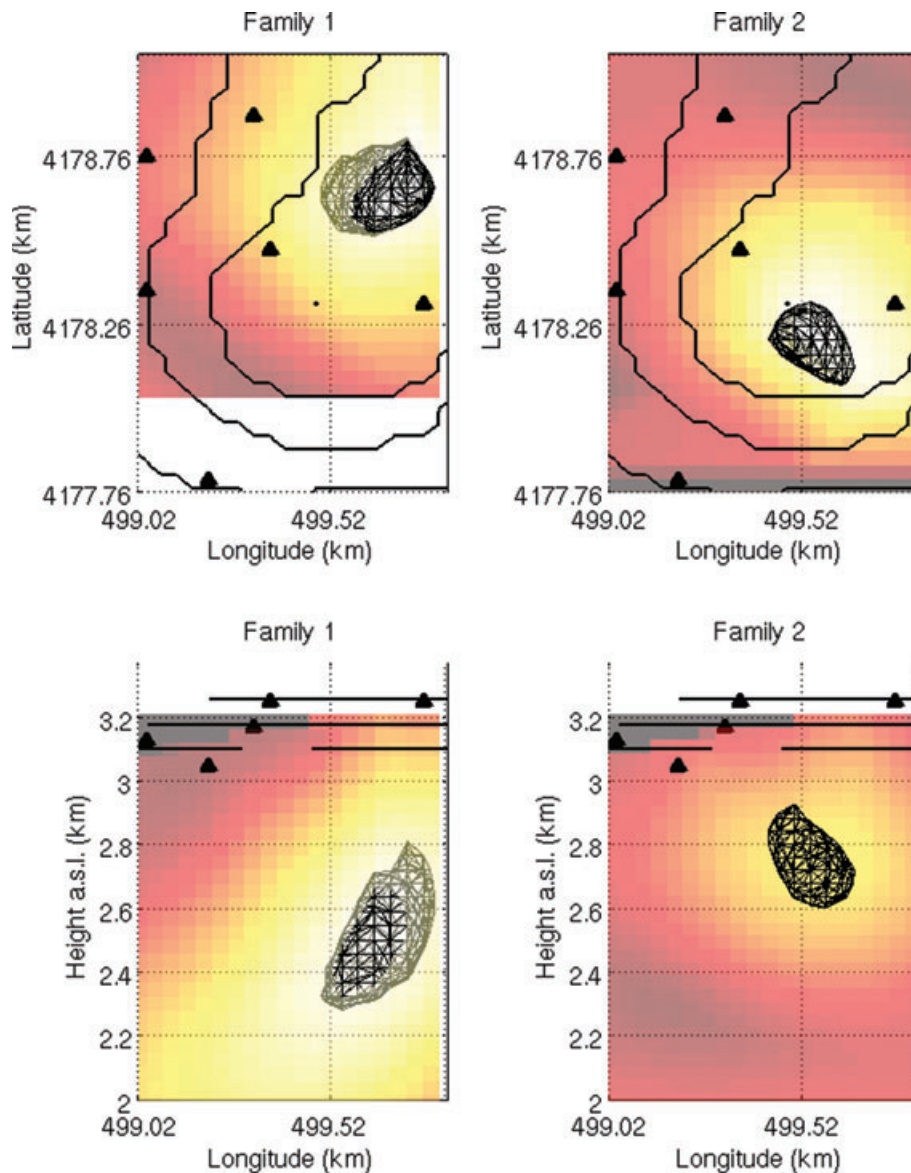 Family 1
Family 2
Latitude (km)
4178.76
4178.26
4177.76
499.02
499.52
Longitude (km)
Latitude (km)
4178.76
4178.26
4177.76
499.02
499.52
Longitude (km)
Family 1
Family 2
Height a.s.l. (km)
3.2
3
2.8
2.6
2.4
2.2
2
499.02
499.52
Longitude (km)
Height a.s.l. (km)
3.2
3
2.8
2.6
2.4
2.2
2
499.02
499.52
Longitude (km)